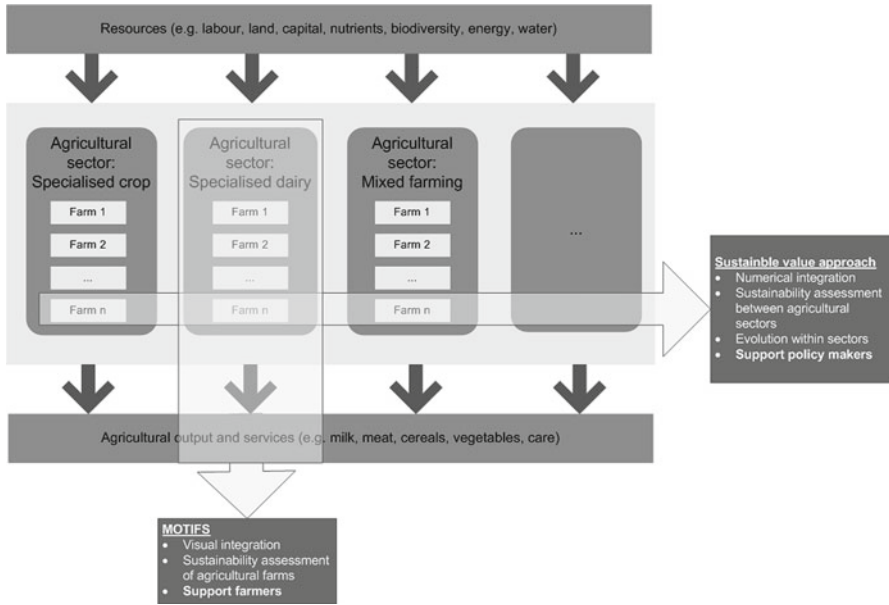 Resources (e.g. labour, land, capital, nutrients, biodiversity, energy, water)
Agricultural
sector:
Specialised crop
Farm 1
Farm 2
...
Farm n
Agricultural
sector:
Specialised dairy
Farm 1
Farm 2
...
Farm n
Agricultural
sector:
Mixed farming
Farm 1
Farm 2
...
Farm n
...
Sustainble value approach
• Numerical integration
• Sustainability assessment
between agricultural
sectors
• Evolution within sectors
• Support policy makers
Agricultural output and services (e.g. milk, meat, cereals, vegetables, care)
MOTIFS
• Visual integration
• Sustainability assessment
of agricultural farms
• Support farmers